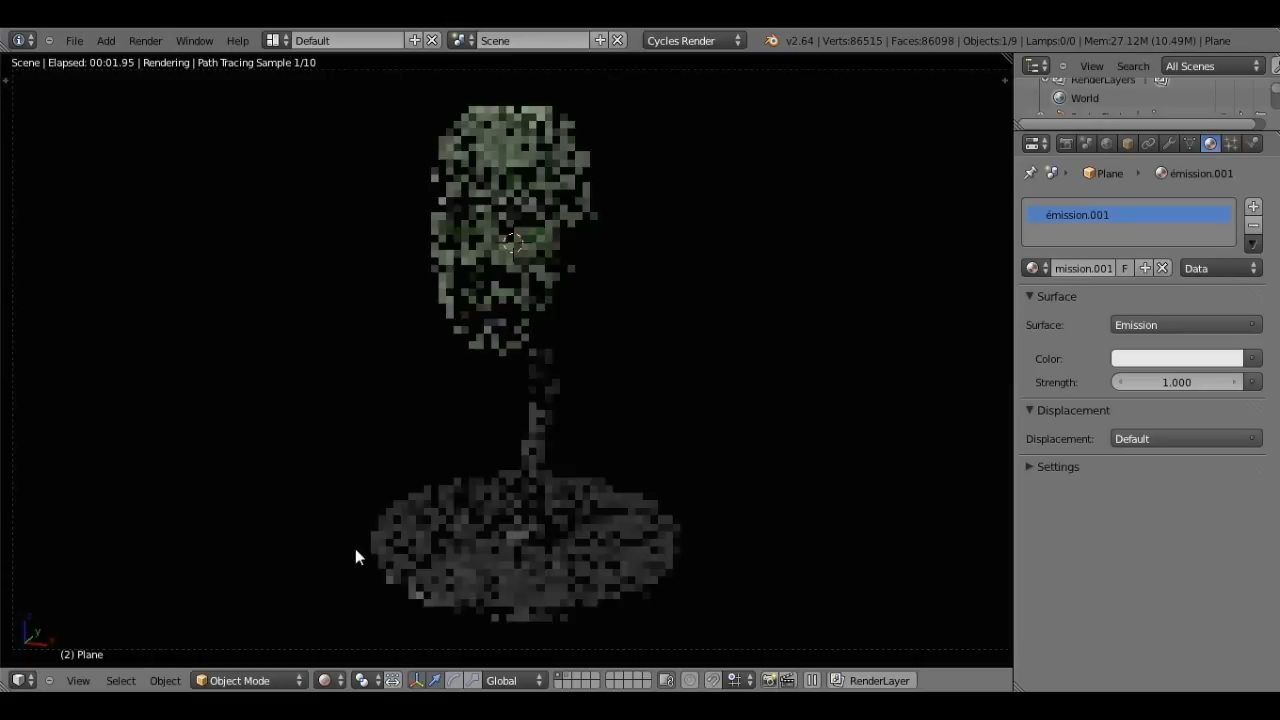 File Add Render Window Help Default Scene Cycles Render v2.64 | Verts:86515 | Faces:86098 | Objects:1/9 | Lamps:0/0 | Mem:27.12M (10.49M) | Plane
Scene | Elapsed: 00:01.95 | Rendering | Path Tracing Sample 1/10
View Search All Scenes
RenderLayers
World
Plane émission.001
émission.001
mission.001 F Data
Surface
Surface: Emission
Color:
Strength: 1.000
Displacement
Displacement: Default
Settings
z
y
x
(2) Plane
View Select Object Object Mode Global RenderLayer